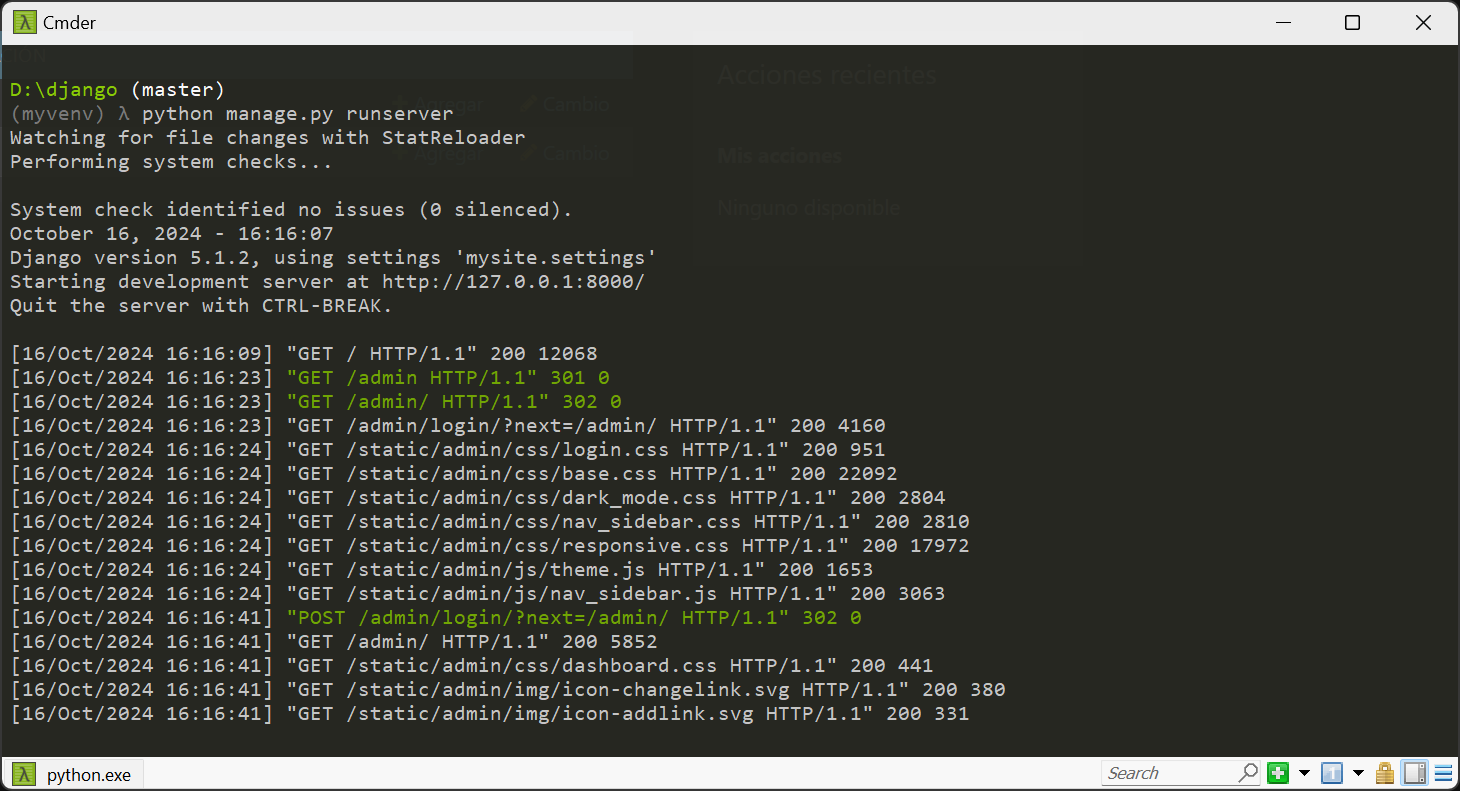 Cmder
Acciones recientes
Agregar Cambio
Agregar Cambio
Mis acciones
Ninguno disponible
D:\django (master)
(myvenv) λ python manage.py runserver
Watching for file changes with StatReloader
Performing system checks...
System check identified no issues (0 silenced).
October 16, 2024 - 16:16:07
Django version 5.1.2, using settings 'mysite.settings'
Starting development server at http://127.0.0.1:8000/
Quit the server with CTRL-BREAK.
[16/Oct/2024 16:16:09] "GET / HTTP/1.1" 200 12068
[16/Oct/2024 16:16:23] "GET /admin HTTP/1.1" 301 0
[16/Oct/2024 16:16:23] "GET /admin/ HTTP/1.1" 302 0
[16/Oct/2024 16:16:23] "GET /admin/login/?next=/admin/ HTTP/1.1" 200 4160
[16/Oct/2024 16:16:24] "GET /static/admin/css/login.css HTTP/1.1" 200 951
[16/Oct/2024 16:16:24] "GET /static/admin/css/base.css HTTP/1.1" 200 22092
[16/Oct/2024 16:16:24] "GET /static/admin/css/dark_mode.css HTTP/1.1" 200 2804
[16/Oct/2024 16:16:24] "GET /static/admin/css/nav_sidebar.css HTTP/1.1" 200 2810
[16/Oct/2024 16:16:24] "GET /static/admin/css/responsive.css HTTP/1.1" 200 17972
[16/Oct/2024 16:16:24] "GET /static/admin/js/theme.js HTTP/1.1" 200 1653
[16/Oct/2024 16:16:24] "GET /static/admin/js/nav_sidebar.js HTTP/1.1" 200 3063
[16/Oct/2024 16:16:41] "POST /admin/login/?next=/admin/ HTTP/1.1" 302 0
[16/Oct/2024 16:16:41] "GET /admin/ HTTP/1.1" 200 5852
[16/Oct/2024 16:16:41] "GET /static/admin/css/dashboard.css HTTP/1.1" 200 441
[16/Oct/2024 16:16:41] "GET /static/admin/img/icon-changelink.svg HTTP/1.1" 200 380
[16/Oct/2024 16:16:41] "GET /static/admin/img/icon-addlink.svg HTTP/1.1" 200 331
λ python.exe
Search
1